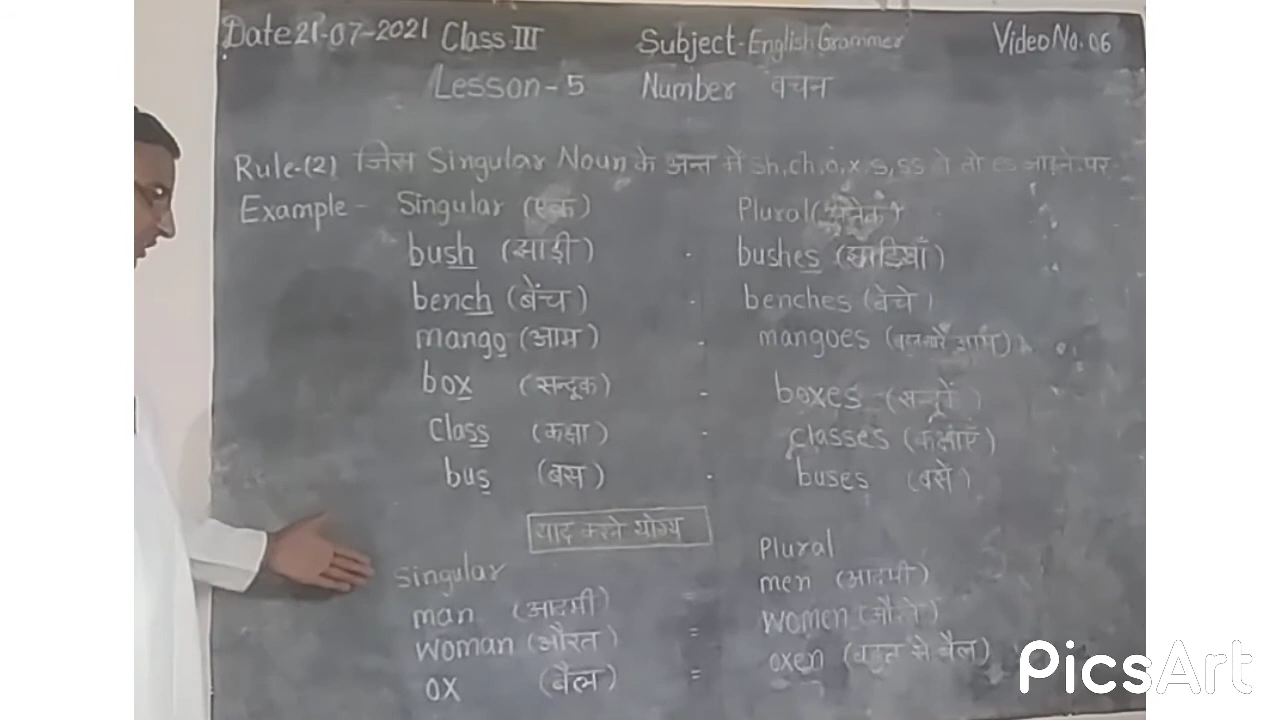 Date 21-07-2021 Class-III Subject-English Grammer Video No. 06
Lesson-5 Number वचन
Rule-(2) जिस Singular Noun के अन्त में sh, ch, o, x, s, ss हो तो es जोड़ने पर
Example - Singular (एक) Plural (अनेक)
bush (झाड़ी) - bushes (झाड़ियाँ)
bench (बेंच) - benches (बेंचे)
mango (आम) - mangoes (बहुत सारे आम)
box (सन्दूक) - boxes
class (कक्षा) - classes (कक्षाएँ)
bus (बस) - buses (बसें)
याद करने योग्य
Singular Plural
man (आदमी) men (आदमी)
woman (औरत) = women (औरतें)
ox (बैल) = oxen (बहुत से बैल)
PicsArt